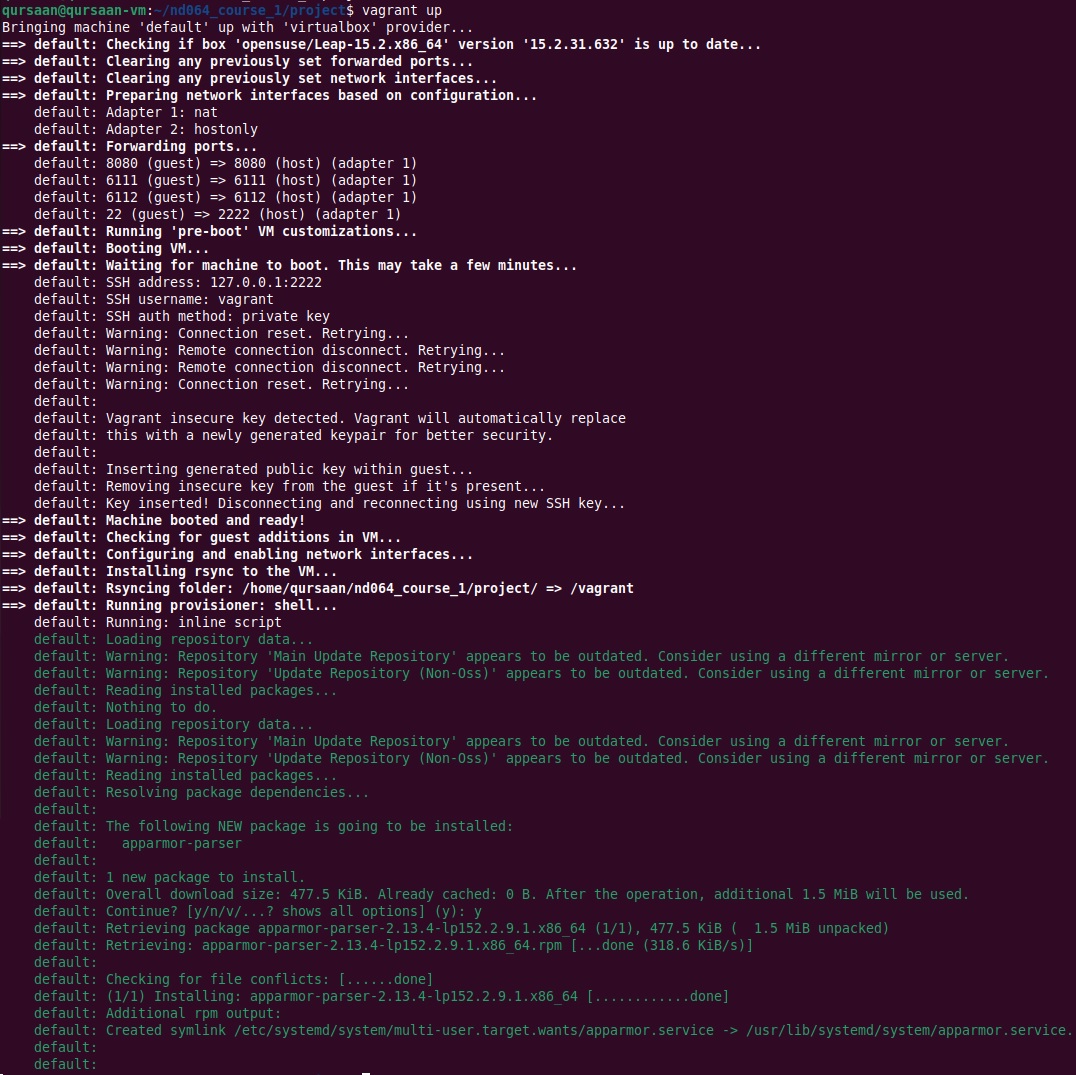 qursaan@qursaan-vm:~/nd064_course_1/project$ vagrant up
Bringing machine 'default' up with 'virtualbox' provider...
==> default: Checking if box 'opensuse/Leap-15.2.x86_64' version '15.2.31.632' is up to date...
==> default: Clearing any previously set forwarded ports...
==> default: Clearing any previously set network interfaces...
==> default: Preparing network interfaces based on configuration...
    default: Adapter 1: nat
    default: Adapter 2: hostonly
==> default: Forwarding ports...
    default: 8080 (guest) => 8080 (host) (adapter 1)
    default: 6111 (guest) => 6111 (host) (adapter 1)
    default: 6112 (guest) => 6112 (host) (adapter 1)
    default: 22 (guest) => 2222 (host) (adapter 1)
==> default: Running 'pre-boot' VM customizations...
==> default: Booting VM...
==> default: Waiting for machine to boot. This may take a few minutes...
    default: SSH address: 127.0.0.1:2222
    default: SSH username: vagrant
    default: SSH auth method: private key
    default: Warning: Connection reset. Retrying...
    default: Warning: Remote connection disconnect. Retrying...
    default: Warning: Remote connection disconnect. Retrying...
    default: Warning: Connection reset. Retrying...
    default:
    default: Vagrant insecure key detected. Vagrant will automatically replace
    default: this with a newly generated keypair for better security.
    default:
    default: Inserting generated public key within guest...
    default: Removing insecure key from the guest if it's present...
    default: Key inserted! Disconnecting and reconnecting using new SSH key...
==> default: Machine booted and ready!
==> default: Checking for guest additions in VM...
==> default: Configuring and enabling network interfaces...
==> default: Installing rsync to the VM...
==> default: Rsyncing folder: /home/qursaan/nd064_course_1/project/ => /vagrant
==> default: Running provisioner: shell...
    default: Running: inline script
    default: Loading repository data...
    default: Warning: Repository 'Main Update Repository' appears to be outdated. Consider using a different mirror or server.
    default: Warning: Repository 'Update Repository (Non-Oss)' appears to be outdated. Consider using a different mirror or server.
    default: Reading installed packages...
    default: Nothing to do.
    default: Loading repository data...
    default: Warning: Repository 'Main Update Repository' appears to be outdated. Consider using a different mirror or server.
    default: Warning: Repository 'Update Repository (Non-Oss)' appears to be outdated. Consider using a different mirror or server.
    default: Reading installed packages...
    default: Resolving package dependencies...
    default:
    default: The following NEW package is going to be installed:
    default:   apparmor-parser
    default:
    default: 1 new package to install.
    default: Overall download size: 477.5 KiB. Already cached: 0 B. After the operation, additional 1.5 MiB will be used.
    default: Continue? [y/n/v/...? shows all options] (y): y
    default: Retrieving package apparmor-parser-2.13.4-lp152.2.9.1.x86_64 (1/1), 477.5 KiB (  1.5 MiB unpacked)
    default: Retrieving: apparmor-parser-2.13.4-lp152.2.9.1.x86_64.rpm [...done (318.6 KiB/s)]
    default:
    default: Checking for file conflicts: [......done]
    default: (1/1) Installing: apparmor-parser-2.13.4-lp152.2.9.1.x86_64 [............done]
    default: Additional rpm output:
    default: Created symlink /etc/systemd/system/multi-user.target.wants/apparmor.service -> /usr/lib/systemd/system/apparmor.service.
    default:
    default: